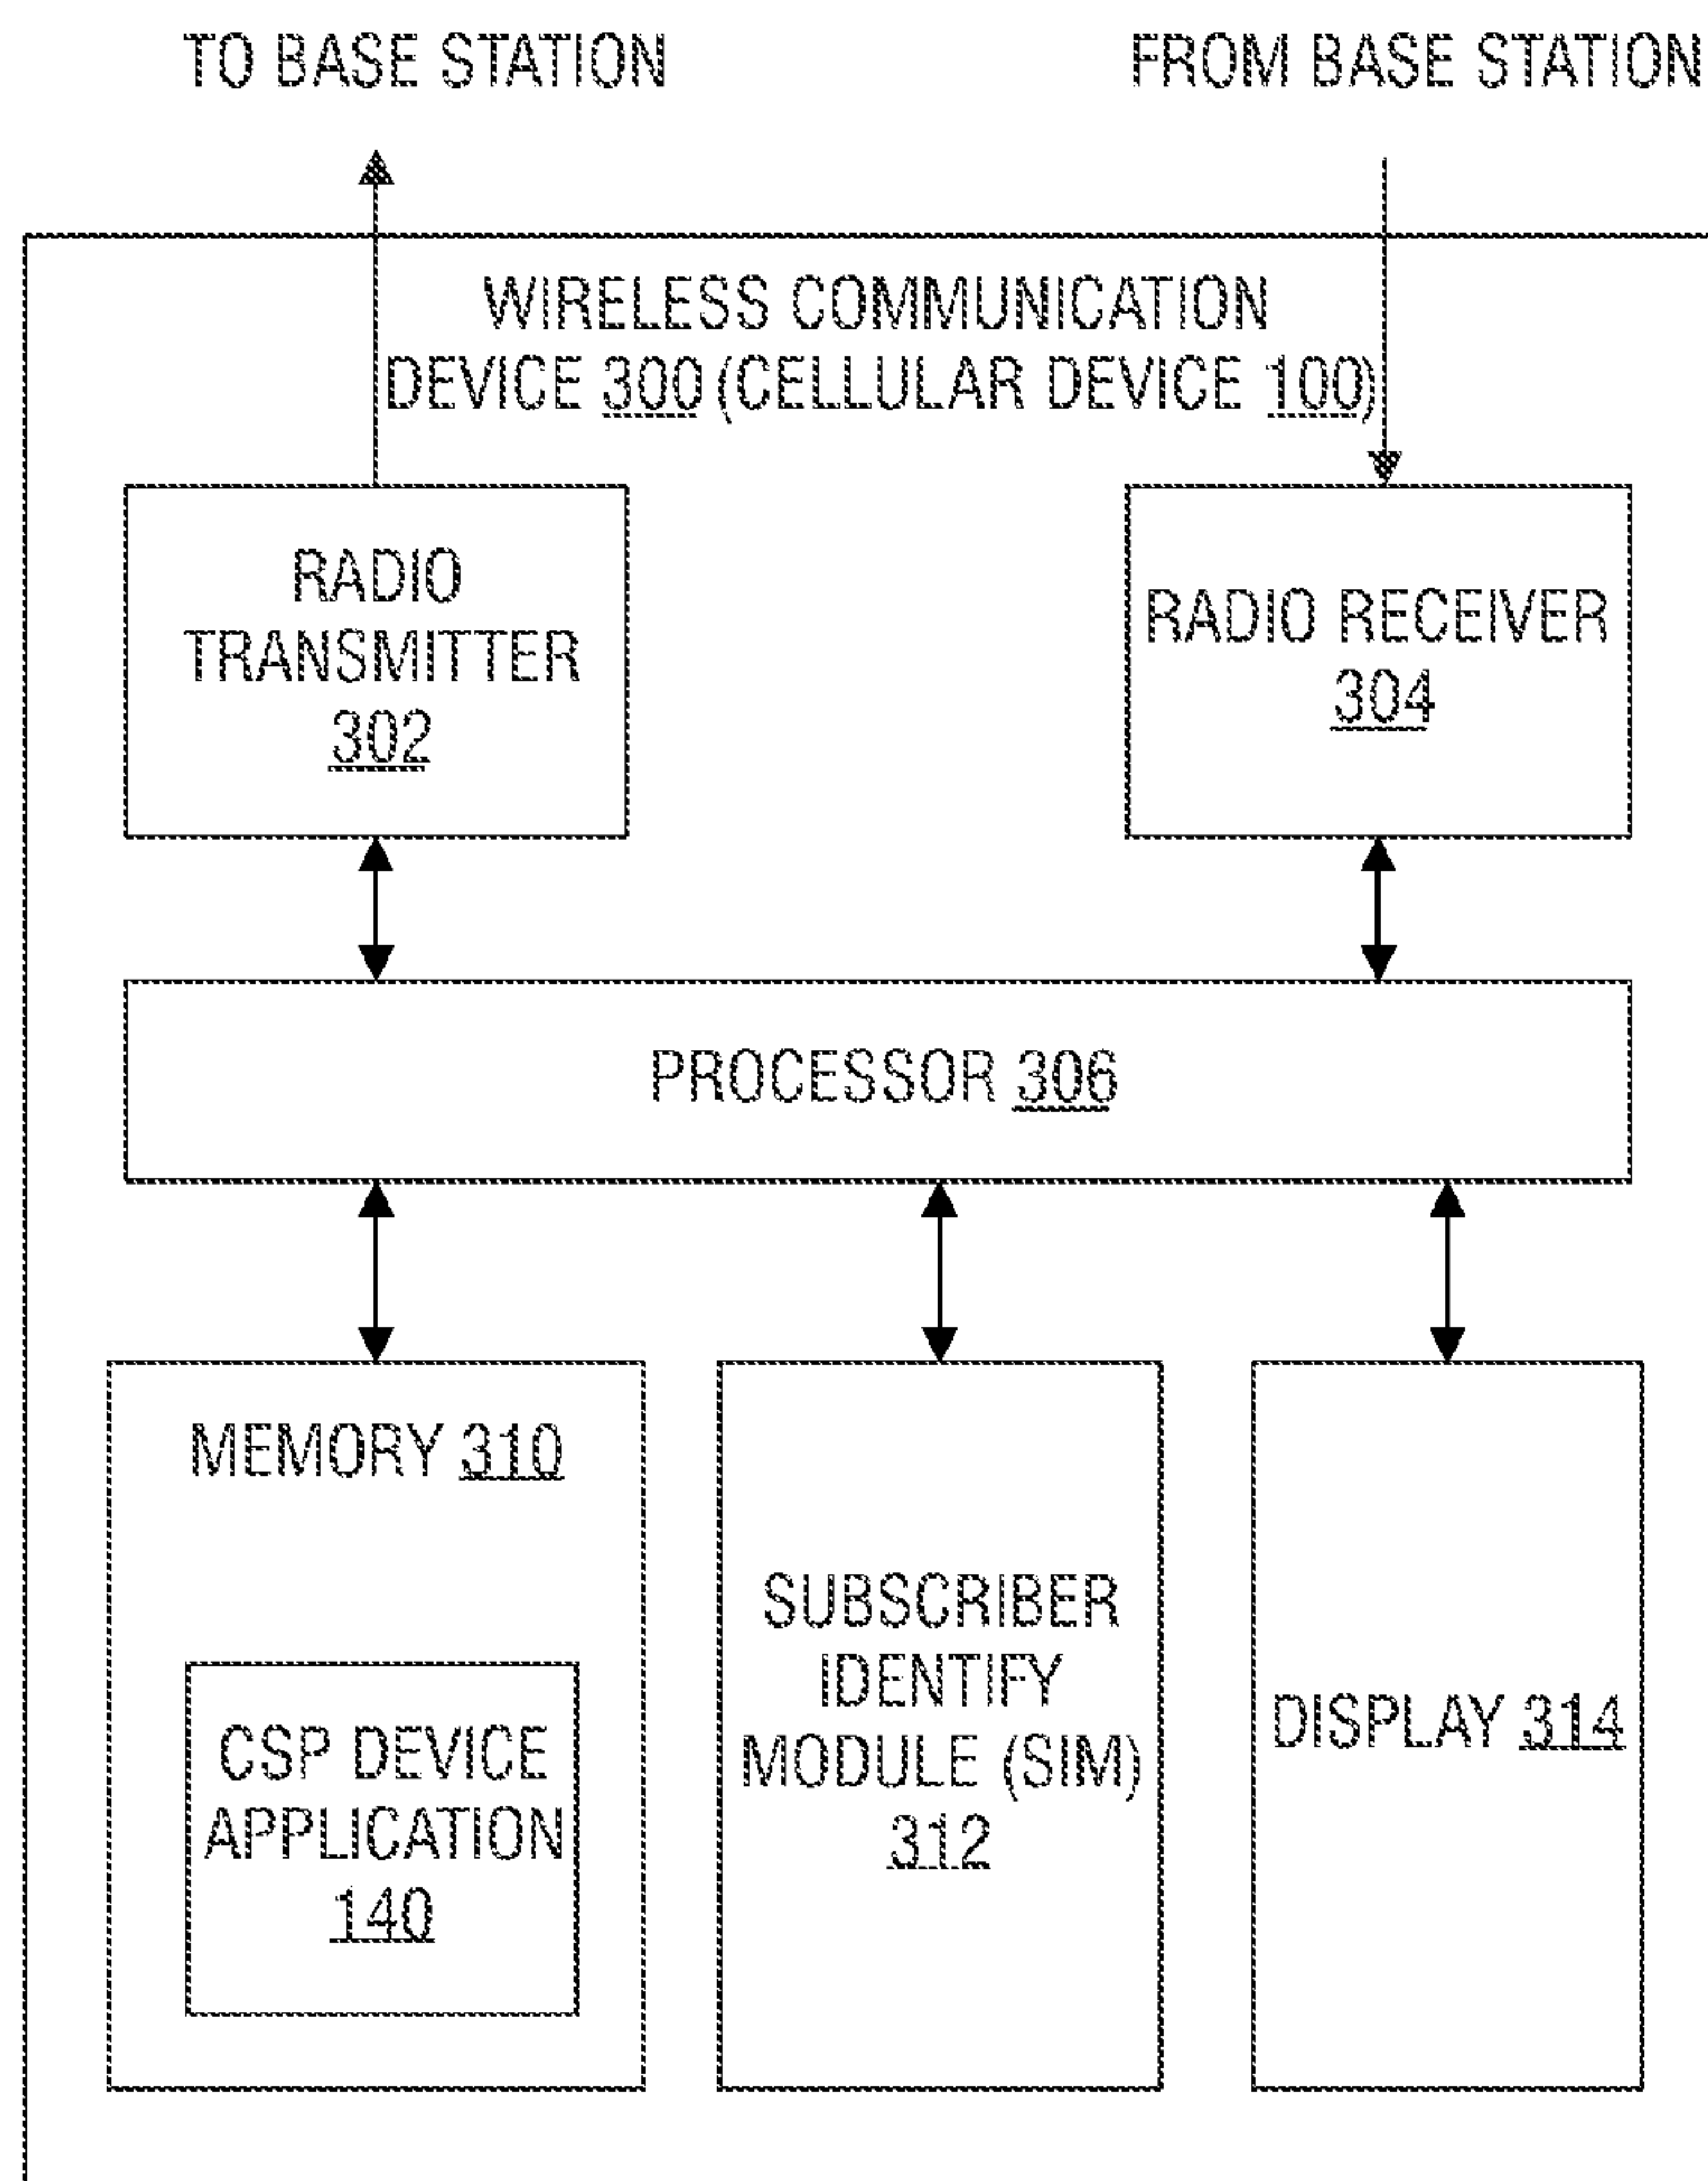 TO BASE STATION
FROM BASE STATION
WIRELESS COMMUNICATION
DEVICE 300 (CELLULAR DEVICE 100)
RADIO
TRANSMITTER
302
RADIO RECEIVER
304
PROCESSOR 306
MEMORY 310
CSP DEVICE
APPLICATION
140
SUBSCRIBER
IDENTIFY
MODULE (SIM)
312
DISPLAY 314